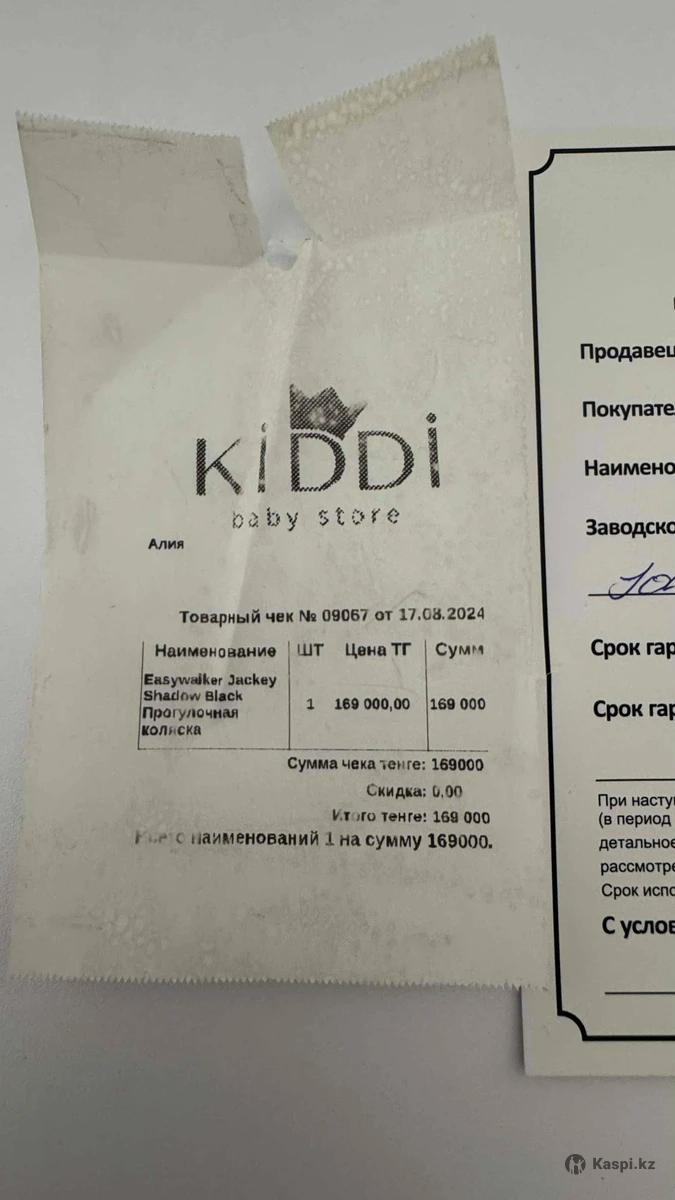 KiDDi
baby store
Алия
Товарный чек № 09067 от 17.08.2024
Наименование ШТ Цена ТГ Сумм
Easywalker Jackey
Shadow Black
Прогулочная
коляска
1 169 000,00 169 000
Сумма чека тенге: 169000
Скидка: 0.00
Итого тенге: 169 000
Всего наименований 1 на сумму 169000.
Продавец
Покупате
Наимено
Заводско
Срок гар
Срок гар
При насту
(в период
детальное
рассмотре
Срок испо
С услов
Kaspi.kz